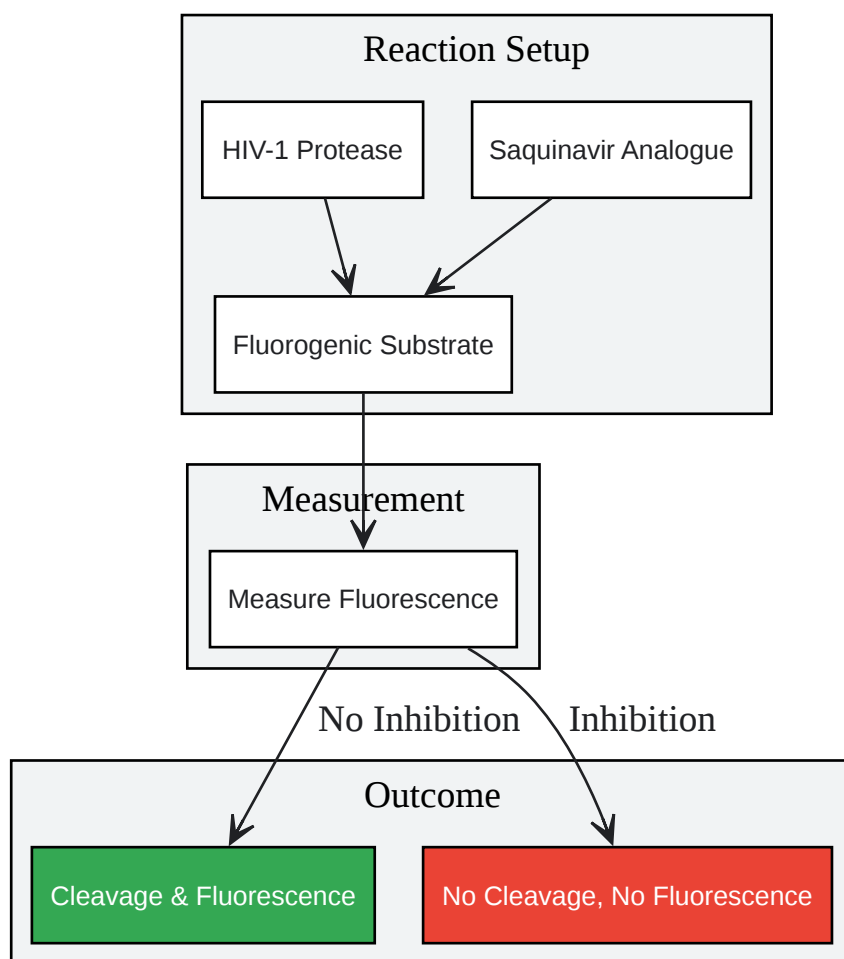 Reaction Setup
HIV-1 Protease
Saquinavir Analogue
Fluorogenic Substrate
Measurement
Measure Fluorescence
No Inhibition
Inhibition
Outcome
Cleavage & Fluorescence
No Cleavage, No Fluorescence